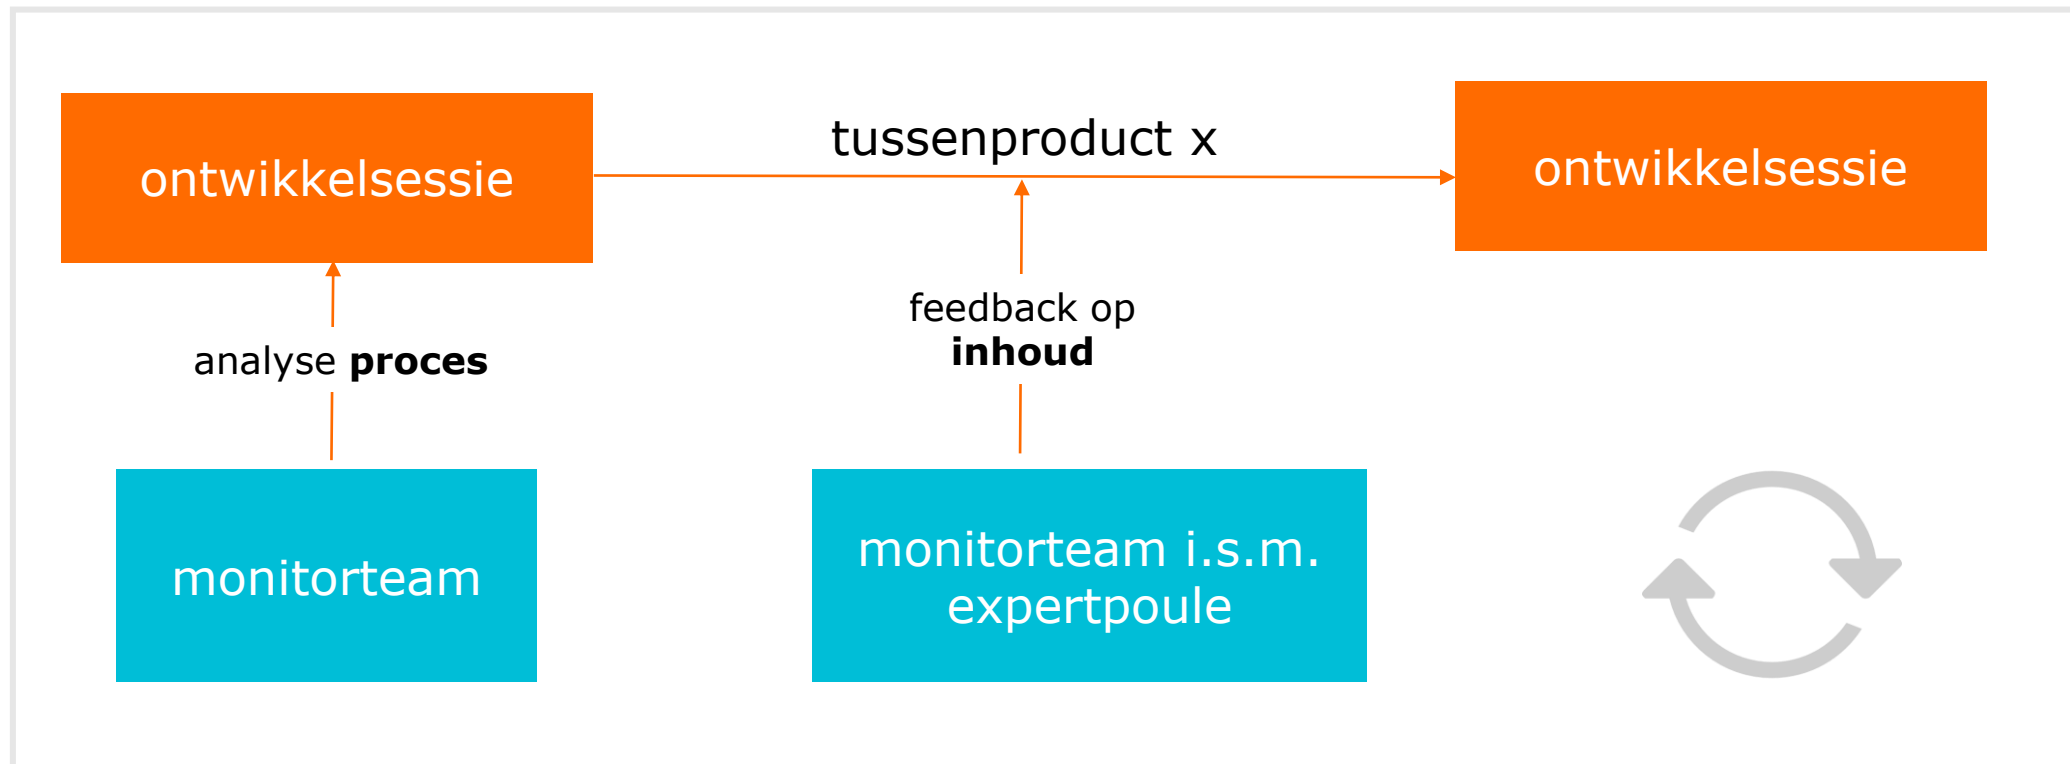 ontwikkelsessie
tussenproduct x
ontwikkelsessie
analyse proces
feedback op
inhoud
monitorteam
monitorteam i.s.m.
expertpoule